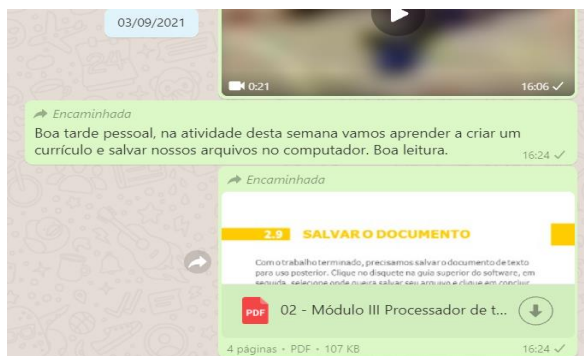 03/09/2021
0:21
16:06
Encaminhada
Boa tarde pessoal, na atividade desta semana vamos aprender a criar um
currículo e salvar nossos arquivos no computador. Boa leitura.
16:24
Encaminhada
2.9 SALVAR O DOCUMENTO
Com o trabalho terminado, precisamos salvar o documento de texto
para uso posterior. Clique no disquete na guia superior do software, em
seguida, selecione onde queira salvar seu arquivo e clique em concluir
PDF
02 - Módulo III Processador de t...
4 páginas • PDF • 107 KB
16:24